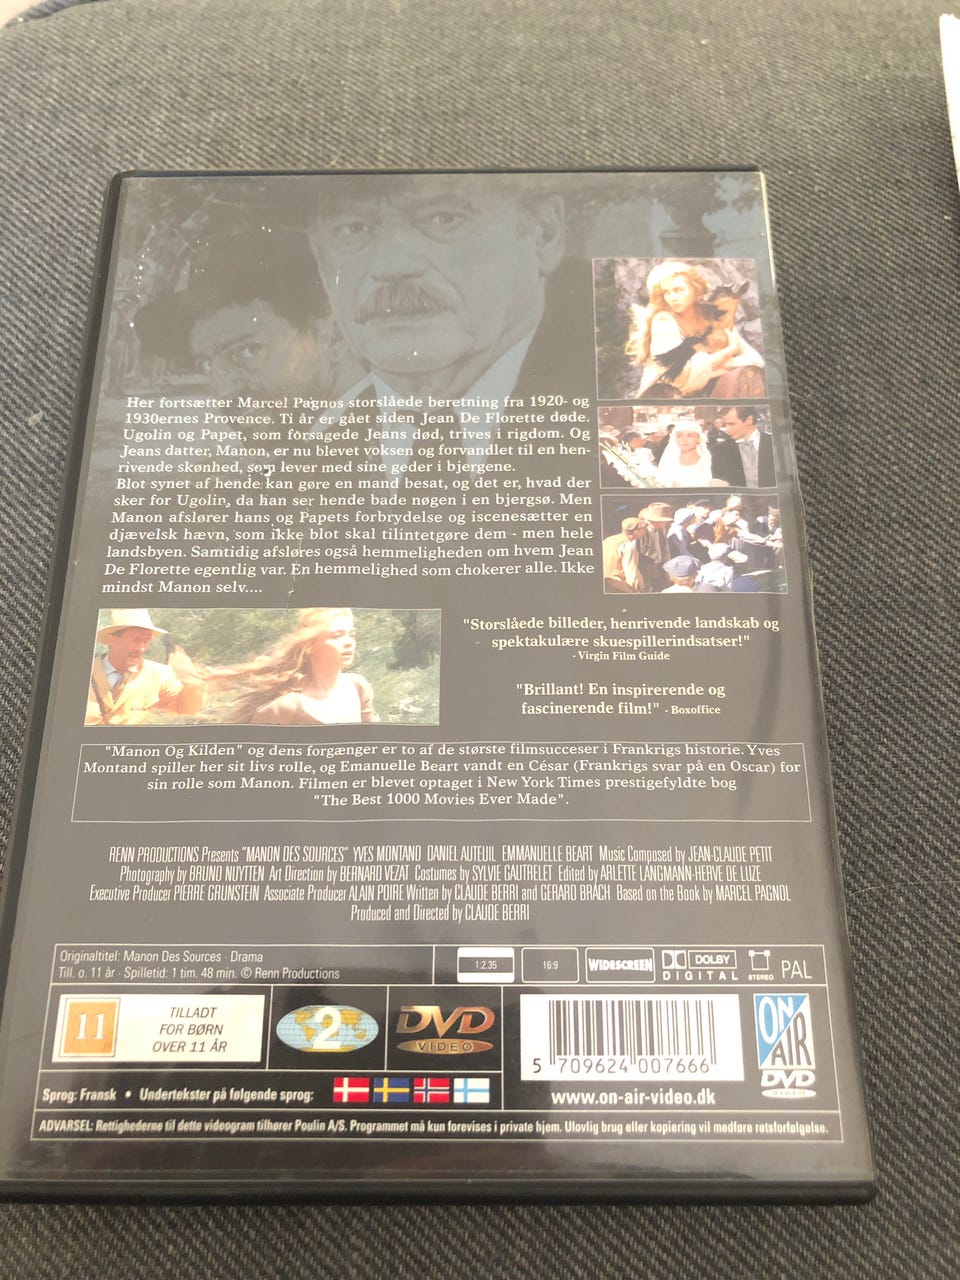 Her fortsætter Marcel Pagnos storslåede beretning fra 1920- og
1930ernes Provence. Ti år er gået siden Jean De Florette døde.
Ugolin og Papet, som forsagede Jeans død, trives i rigdom. Og
Jeans datter, Manon, er nu blevet voksen og forvandlet til en hen-
rivende skønhed, som lever med sine geder i bjergene.
Blot synet af hende kan gøre en mand besat, og det er, hvad der
sker for Ugolin, da han ser hende bade nøgen i en bjergsø. Men
Manon afslører hans og Papets forbrydelse og iscenesætter en
djævelsk hævn, som ikke blot skal tilintetgøre dem - men hele
landsbyen. Samtidig afsløres også hemmeligheden om hvem Jean
De Florette egentlig var. En hemmelighed som chokerer alle. Ikke
mindst Manon selv....
"Storslåede billeder, henrivende landskab og
spektakulære skuespillerindsatser!"
- Virgin Film Guide
"Brillant! En inspirerende og
fascinerende film!" - Boxoffice
"Manon Og Kilden" og dens forgænger er to af de største filmsucceser i Frankrigs historie. Yves
Montand spiller her sit livs rolle, og Emanuelle Beart vandt en César (Frankrigs svar på en Oscar) for
sin rolle som Manon. Filmen er blevet optaget i New York Times prestigefyldte bog
"The Best 1000 Movies Ever Made".
RENN PRODUCTIONS Presents "MANON DES SOURCES" YVES MONTAND DANIEL AUTEUIL EMMANUELLE BEART Music Composed by JEAN-CLAUDE PETIT
Photography by BRUNO NUYTTEN Art Direction by BERNARD VEZAT Costumes by SYLVIE GAUTRELET Edited by ARLETTE LANGMANN-HERVE DE LUZE
Executive Producer PIERRE GRUNSTEIN Associate Producer ALAIN POIRE Written by CLAUDE BERRI and GERARD BRACH Based on the Book by MARCEL PAGNOL
Produced and Directed by CLAUDE BERRI
Originaltitel: Manon Des Sources · Drama
Till. o. 11 år · Spilletid: 1 tim. 48 min. © Renn Productions
1:2.35
16:9
WIDESCREEN
DOLBY
DIGITAL
STEREO
PAL
11
TILLADT
FOR BØRN
OVER 11 ÅR
2
DVD
VIDEO
5 709624 007666
ON
AIR
DVD
VIDEO
www.on-air-video.dk
Sprog: Fransk • Undertekster på følgende sprog:
ADVARSEL: Rettighederne til dette videogram tilhører Poulin A/S. Programmet må kun forevises i private hjem. Ulovlig brug eller kopiering vil medføre retsforfølgelse.